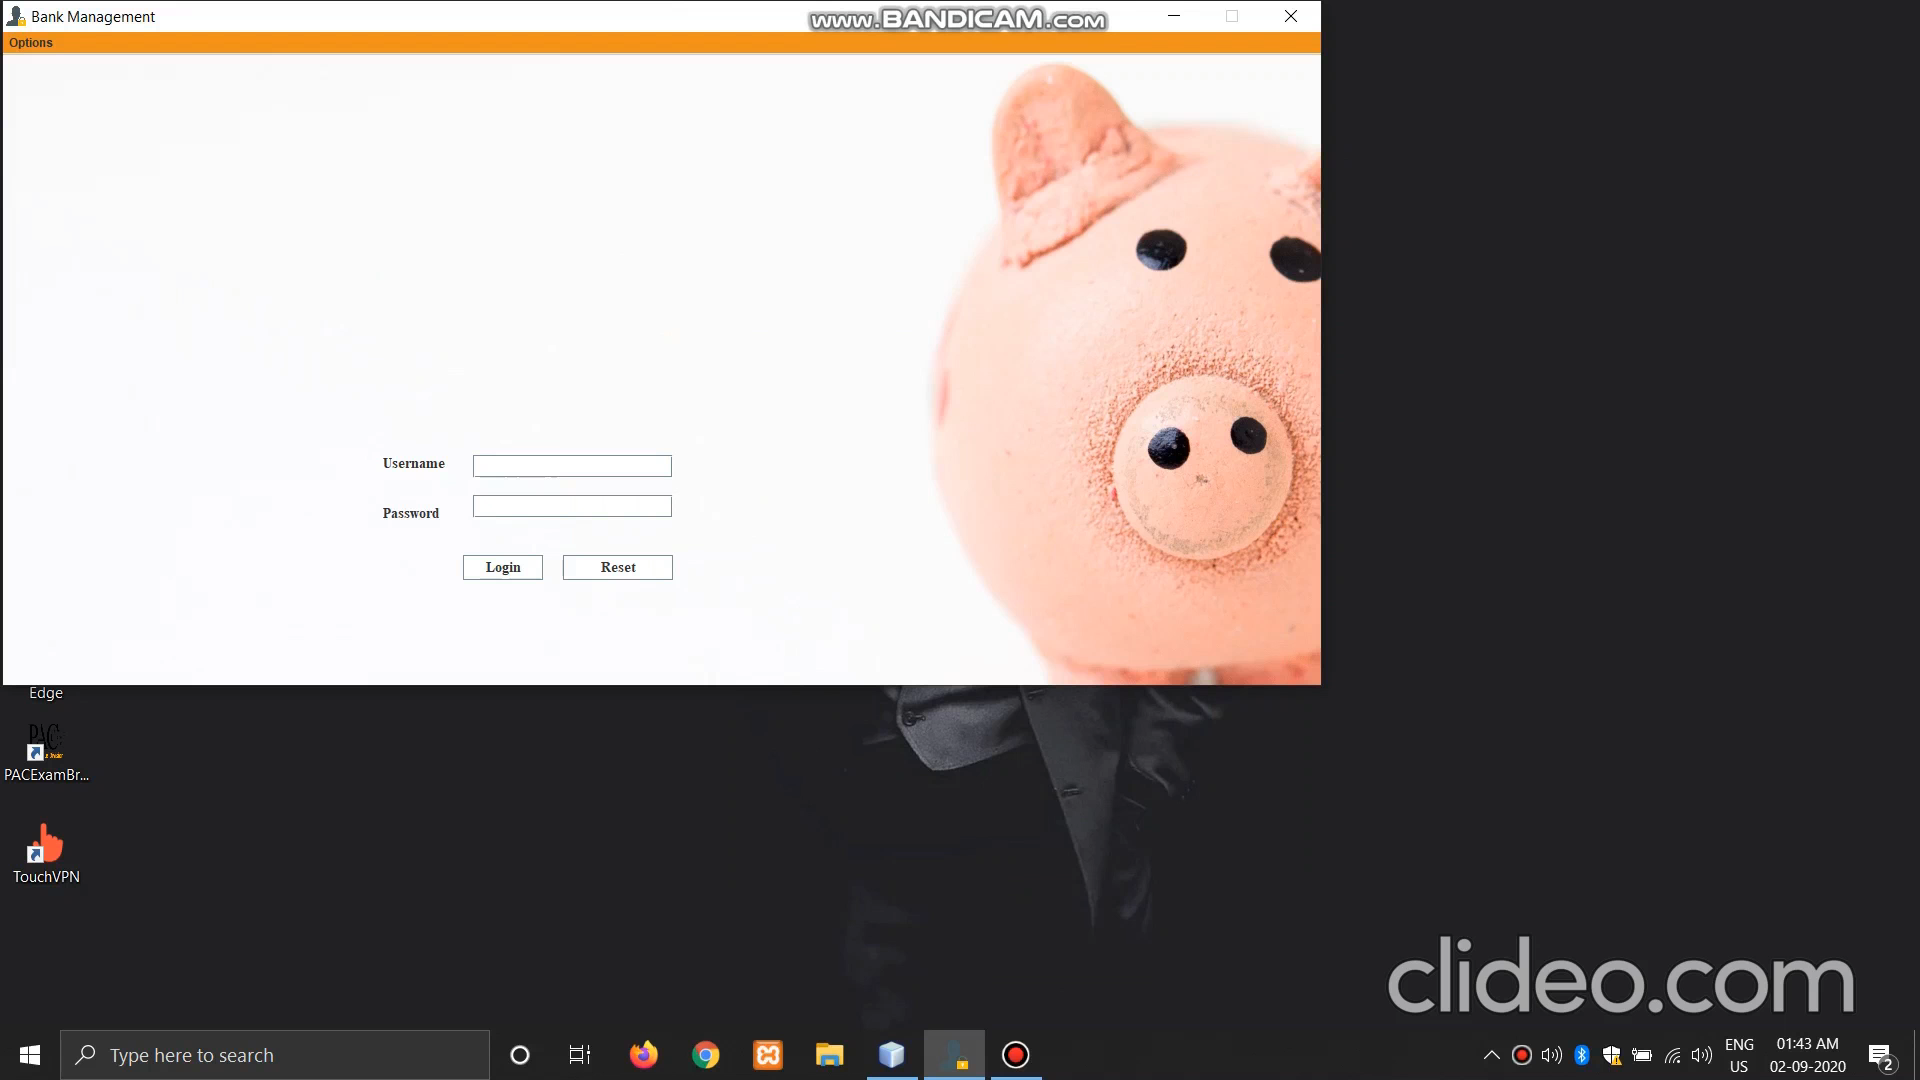 Bank Management
www.BANDICAM.com
Options
Username
Password
Login
Reset
Edge
PAC
PACExamBr...
TouchVPN
clideo.com
Type here to search
ENG
US
01:43 AM
02-09-2020
2